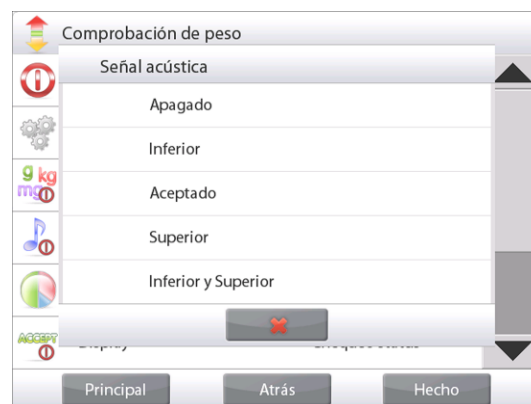 Comprobación de peso
Señal acústica
Apagado
Inferior
g kg
mg
Aceptado
Superior
Inferior y Superior
ACCEPT
Principal
Atrás
Hecho